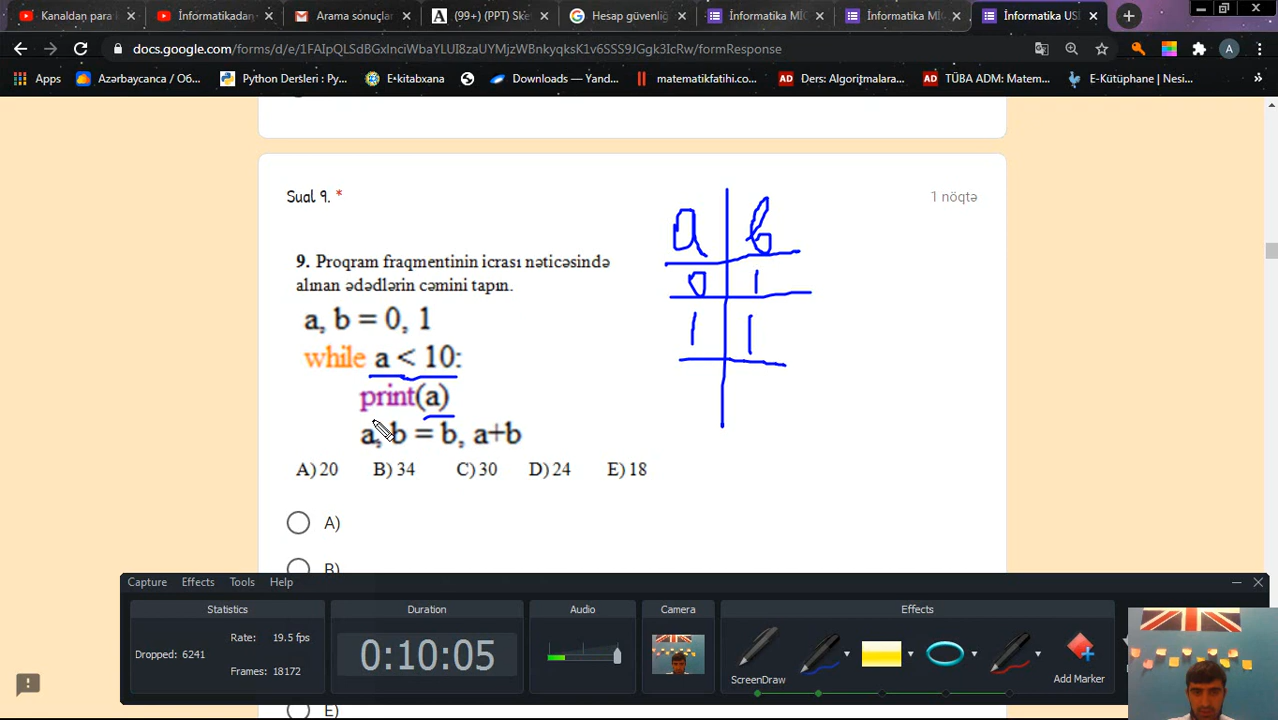 Kanaldan para k
İnformatikadan
Arama sonuçlar
(99+) (PPT) Ske
Hesap güvenliğ
İnformatika MİQ
İnformatika Mİ
İnformatika US
docs.google.com/forms/d/e/1FAIpQLSdBGxlnciWbaYLUI8zaUYMjzWBnkyqksK1v6SSS9JGgk3IcRw/formResponse
Apps
Azərbaycanca / Об...
Python Dersleri : Py...
E-kitabxana
Downloads — Yand...
matematikfatihi.com...
Ders: Algoritmalara...
TÜBA ADM: Matem...
E-Kütüphane | Nesi...
Sual 9. *
1 nöqtə
9. Proqram fraqmentinin icrası nəticəsində
alınan ədədlərin cəmini tapın.
a, b = 0, 1
while a < 10:
print(a)
a, b = b, a+b
A) 20 B) 34 C) 30 D) 24 E) 18
a b
0 1
1 1
A)
B)
E)
Capture Effects Tools Help
Statistics
Duration
Audio
Camera
Effects
Rate: 19.5 fps
Dropped: 6241
Frames: 18172
0:10:05
ScreenDraw
Add Marker